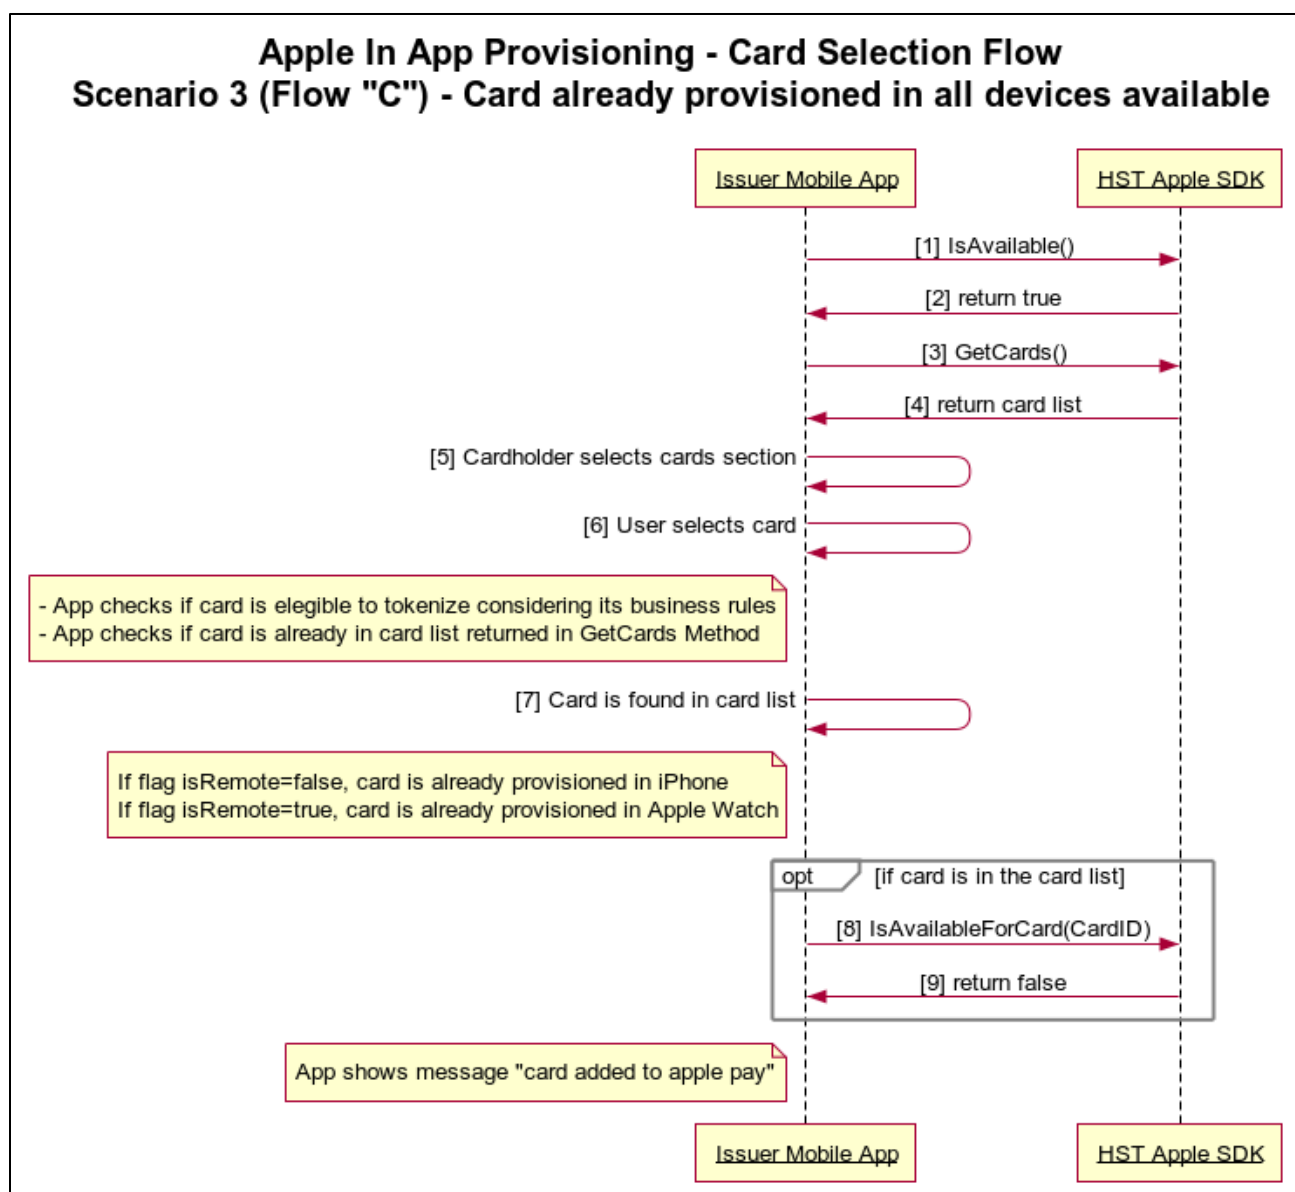 Apple In App Provisioning - Card Selection Flow
Scenario 3 (Flow "C") - Card already provisioned in all devices available
Issuer Mobile App
HST Apple SDK
[1] IsAvailable()
[2] return true
[3] GetCards()
[4] return card list
[5] Cardholder selects cards section
[6] User selects card
- App checks if card is elegible to tokenize considering its business rules
- App checks if card is already in card list returned in GetCards Method
[7] Card is found in card list
If flag isRemote=false, card is already provisioned in iPhone
If flag isRemote=true, card is already provisioned in Apple Watch
opt
[if card is in the card list]
[8] IsAvailableForCard(CardID)
[9] return false
App shows message "card added to apple pay"
Issuer Mobile App
HST Apple SDK